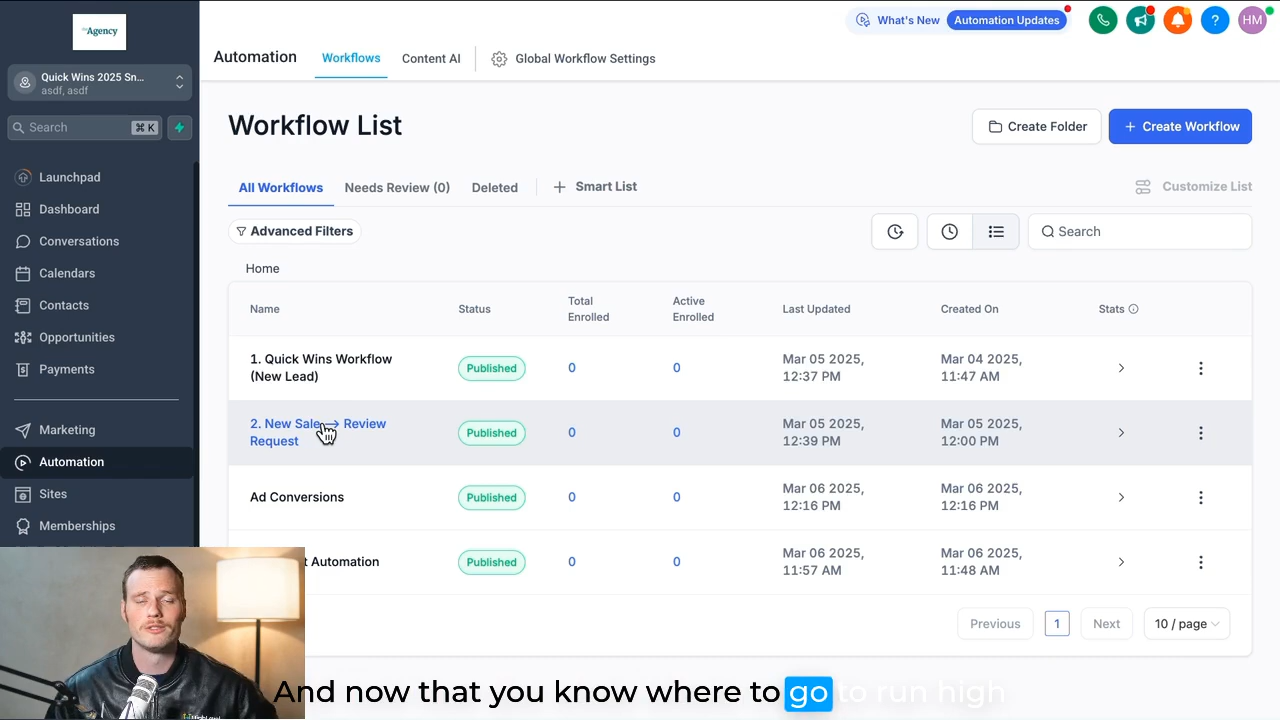 Agency
What's New
Automation Updates
?
HM
Automation
Workflows
Content AI
Global Workflow Settings
Quick Wins 2025 Sn...
asdf, asdf
Search
⌘ K
Launchpad
Dashboard
Conversations
Calendars
Contacts
Opportunities
Payments
Marketing
Automation
Sites
Memberships
Workflow List
Create Folder
+ Create Workflow
All Workflows
Needs Review (0)
Deleted
+ Smart List
Customize List
Advanced Filters
Search
Home
Name
Status
Total
Enrolled
Active
Enrolled
Last Updated
Created On
Stats
1. Quick Wins Workflow
(New Lead)
Published
0
0
Mar 05 2025,
12:37 PM
Mar 04 2025,
11:47 AM
2. New Sale → Review
Request
Published
0
0
Mar 05 2025,
12:39 PM
Mar 05 2025,
12:00 PM
Ad Conversions
Published
0
0
Mar 06 2025,
12:16 PM
Mar 06 2025,
12:16 PM
t Automation
Published
0
0
Mar 06 2025,
11:57 AM
Mar 06 2025,
11:48 AM
Previous
1
Next
10 / page
And now that you know where to go to run high